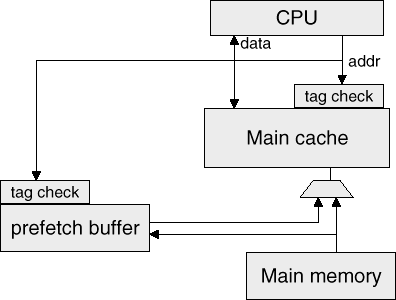 CPU
data
addr
tag check
Main cache
tag check
prefetch buffer
Main memory